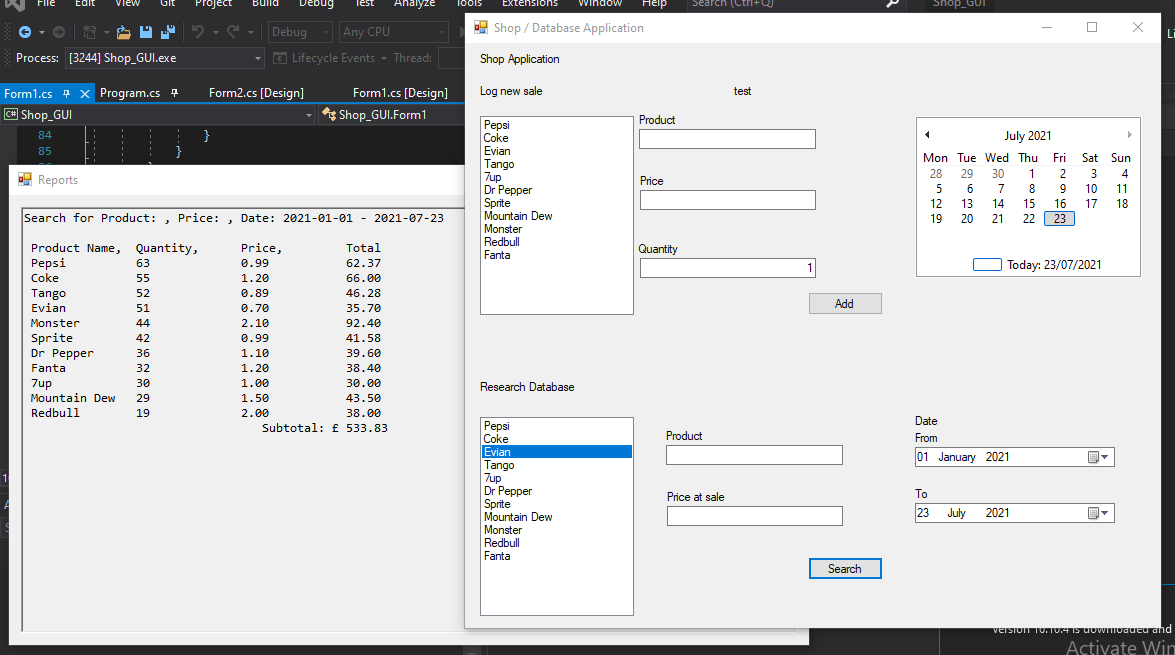 File Edit View Git Project Build Debug Test Analyze Tools Extensions Window Help Search (Ctrl+Q) Shop_GUI
Debug Any CPU
Process: [3244] Shop_GUI.exe Lifecycle Events Thread:
Form1.cs Program.cs Form2.cs [Design] Form1.cs [Design]
C# Shop_GUI Shop_GUI.Form1
84 }
85 }
Reports
Search for Product: , Price: , Date: 2021-01-01 - 2021-07-23
Product Name, Quantity, Price, Total
Pepsi 63 0.99 62.37
Coke 55 1.20 66.00
Tango 52 0.89 46.28
Evian 51 0.70 35.70
Monster 44 2.10 92.40
Sprite 42 0.99 41.58
Dr Pepper 36 1.10 39.60
Fanta 32 1.20 38.40
7up 30 1.00 30.00
Mountain Dew 29 1.50 43.50
Redbull 19 2.00 38.00
Subtotal: £ 533.83
Shop / Database Application
Shop Application
Log new sale test
Pepsi
Coke
Evian
Tango
7up
Dr Pepper
Sprite
Mountain Dew
Monster
Redbull
Fanta
Product
Price
Quantity
1
Add
July 2021
Mon Tue Wed Thu Fri Sat Sun
28 29 30 1 2 3 4
5 6 7 8 9 10 11
12 13 14 15 16 17 18
19 20 21 22 23
Today: 23/07/2021
Research Database
Pepsi
Coke
Evian
Tango
7up
Dr Pepper
Sprite
Mountain Dew
Monster
Redbull
Fanta
Product
Price at sale
Search
Date
From
01 January 2021
To
23 July 2021
Version 16.10.4 is downloaded and
Activate Win